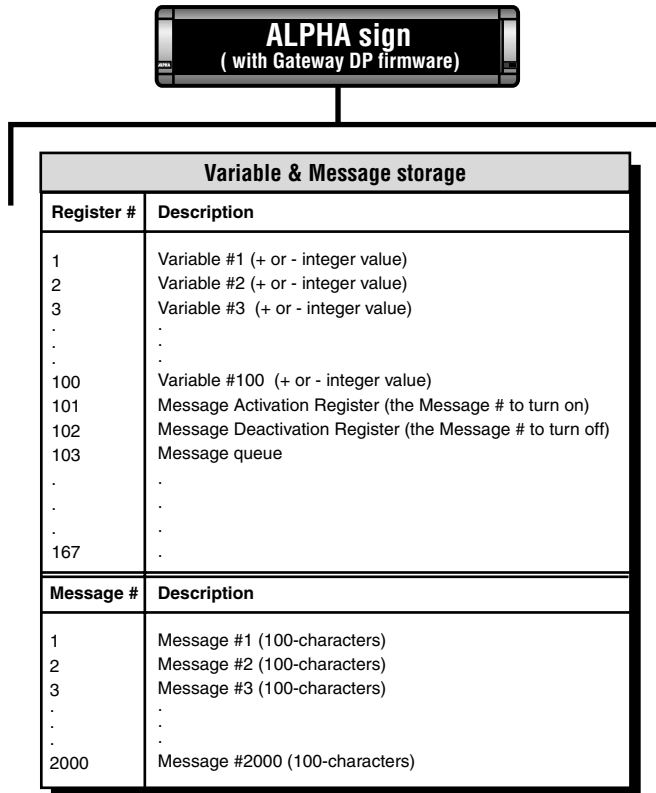 ALPHA sign
( with Gateway DP firmware)
ALPHA
Variable & Message storage
Register # Description
1 Variable #1 (+ or - integer value)
2 Variable #2 (+ or - integer value)
3 Variable #3 (+ or - integer value)
. .
. .
. .
100 Variable #100 (+ or - integer value)
101 Message Activation Register (the Message # to turn on)
102 Message Deactivation Register (the Message # to turn off)
103 Message queue
. .
. .
. .
167 .
Message # Description
1 Message #1 (100-characters)
2 Message #2 (100-characters)
3 Message #3 (100-characters)
. .
. .
. .
2000 Message #2000 (100-characters)